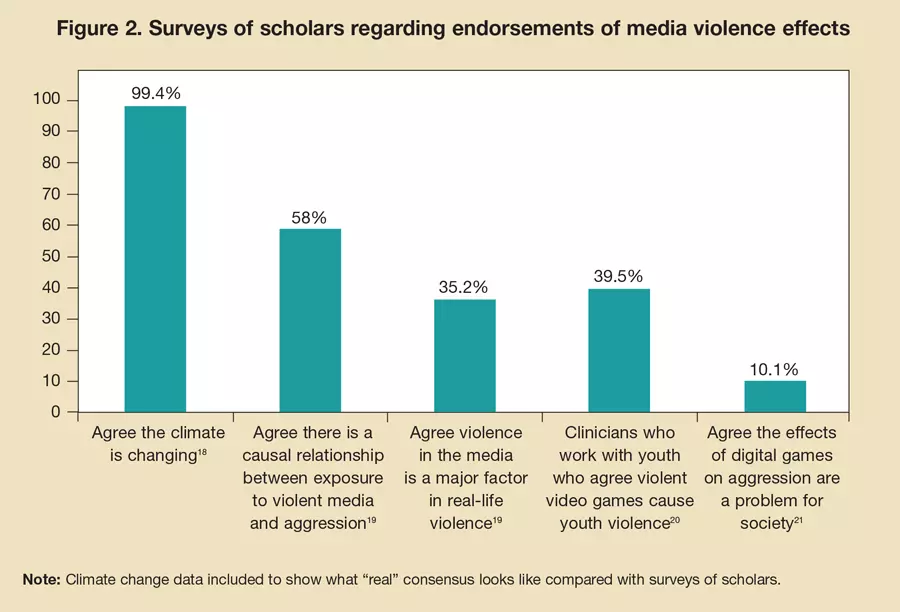 Figure 2. Surveys of scholars regarding endorsements of media violence effects
100
90
80
70
60
50
40
30
20
10
0
99.4%
58%
35.2%
39.5%
10.1%
Agree the climate
is changing¹⁸
Agree there is a
causal relationship
between exposure
to violent media
and aggression¹⁹
Agree violence
in the media
is a major factor
in real-life
violence¹⁹
Clinicians who
work with youth
who agree violent
video games cause
youth violence²⁰
Agree the effects
of digital games
on aggression are
a problem for
society²¹
Note: Climate change data included to show what “real” consensus looks like compared with surveys of scholars.